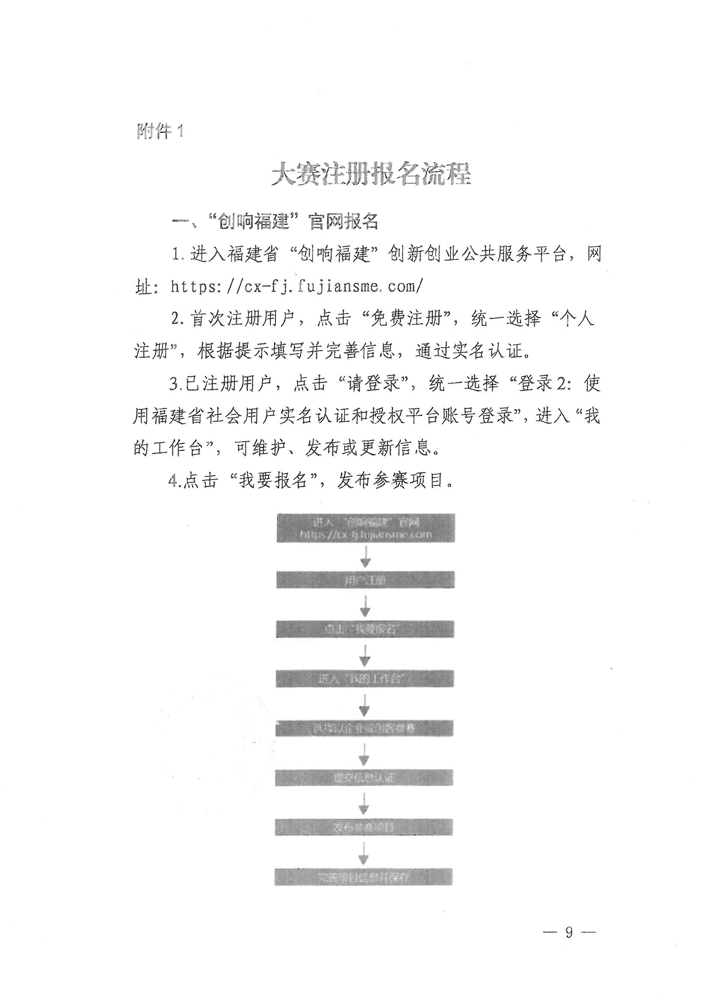 附件 1
大赛注册报名流程
一、“创响福建”官网报名
1. 进入福建省“创响福建”创新创业公共服务平台，网
址：https://cx-fj.fujiansme.com/
2. 首次注册用户，点击“免费注册”，统一选择“个人
注册”，根据提示填写并完善信息，通过实名认证。
3.已注册用户，点击“请登录”，统一选择“登录 2：使
用福建省社会用户实名认证和授权平台账号登录”，进入“我
的工作台”，可维护、发布或更新信息。
4.点击“我要报名”，发布参赛项目。
进入“创响福建”官网
https://cx-fj.fujiansme.com
用户注册
点击“我要报名”
进入“我的工作台”
选择以企业或创客参赛
提交信息认证
发布参赛项目
完善项目信息并保存
— 9 —